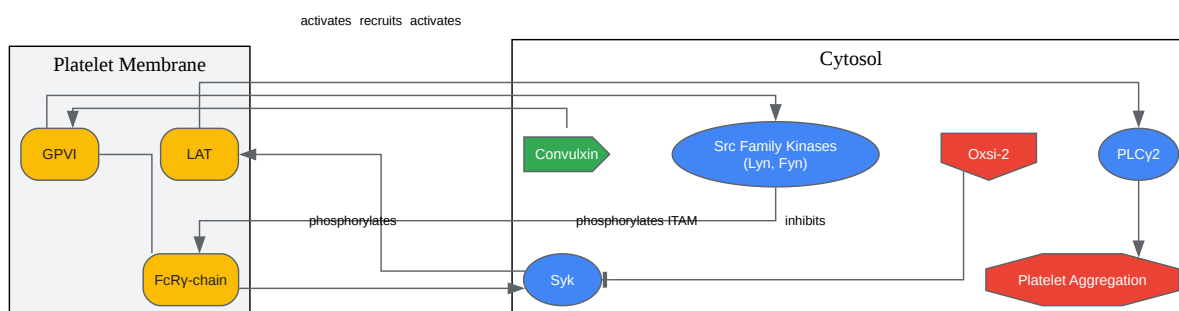 activates recruits activates
Platelet Membrane
Cytosol
GPVI
LAT
Convulxin
Src Family Kinases
(Lyn, Fyn)
Oxsi-2
PLCγ2
phosphorylates
phosphorylates ITAM
inhibits
FcRγ-chain
Syk
Platelet Aggregation